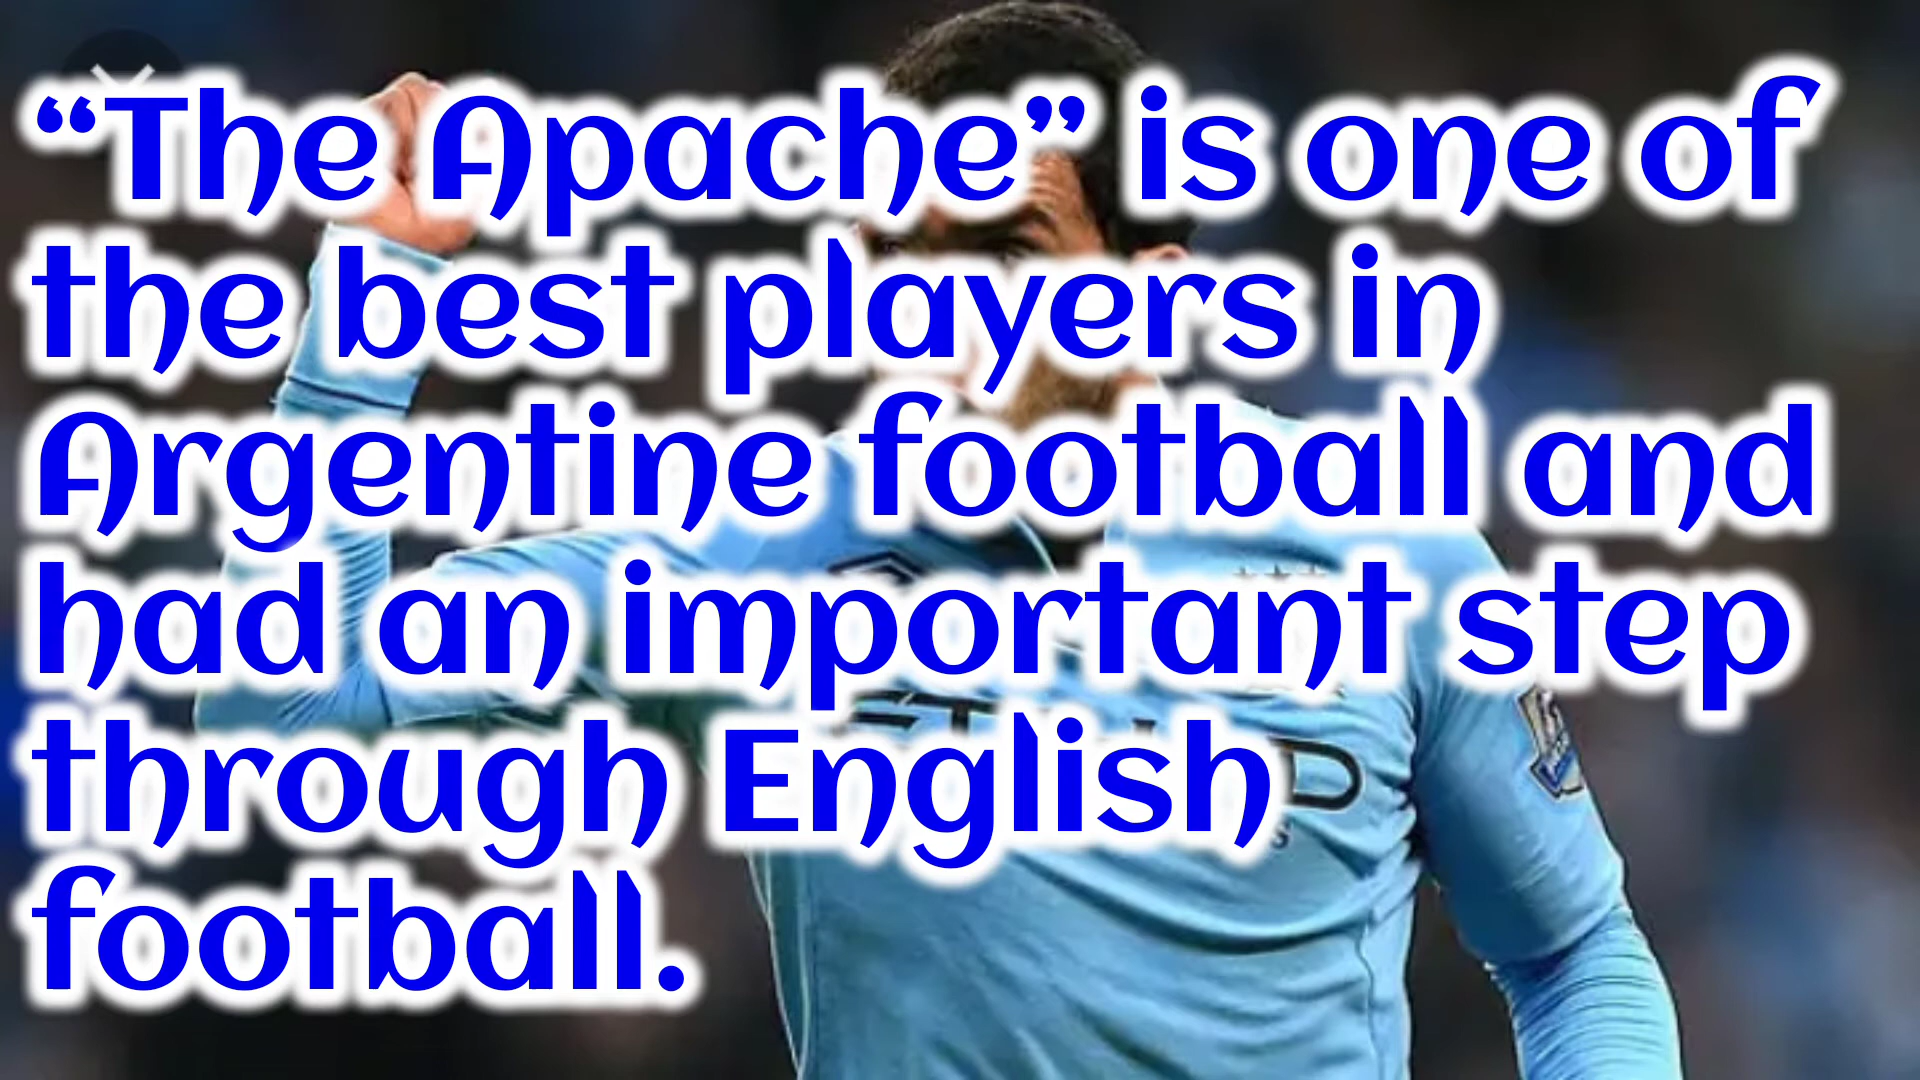 “The Apache” is one of
the best players in
Argentine football and
had an important step
through English
football.